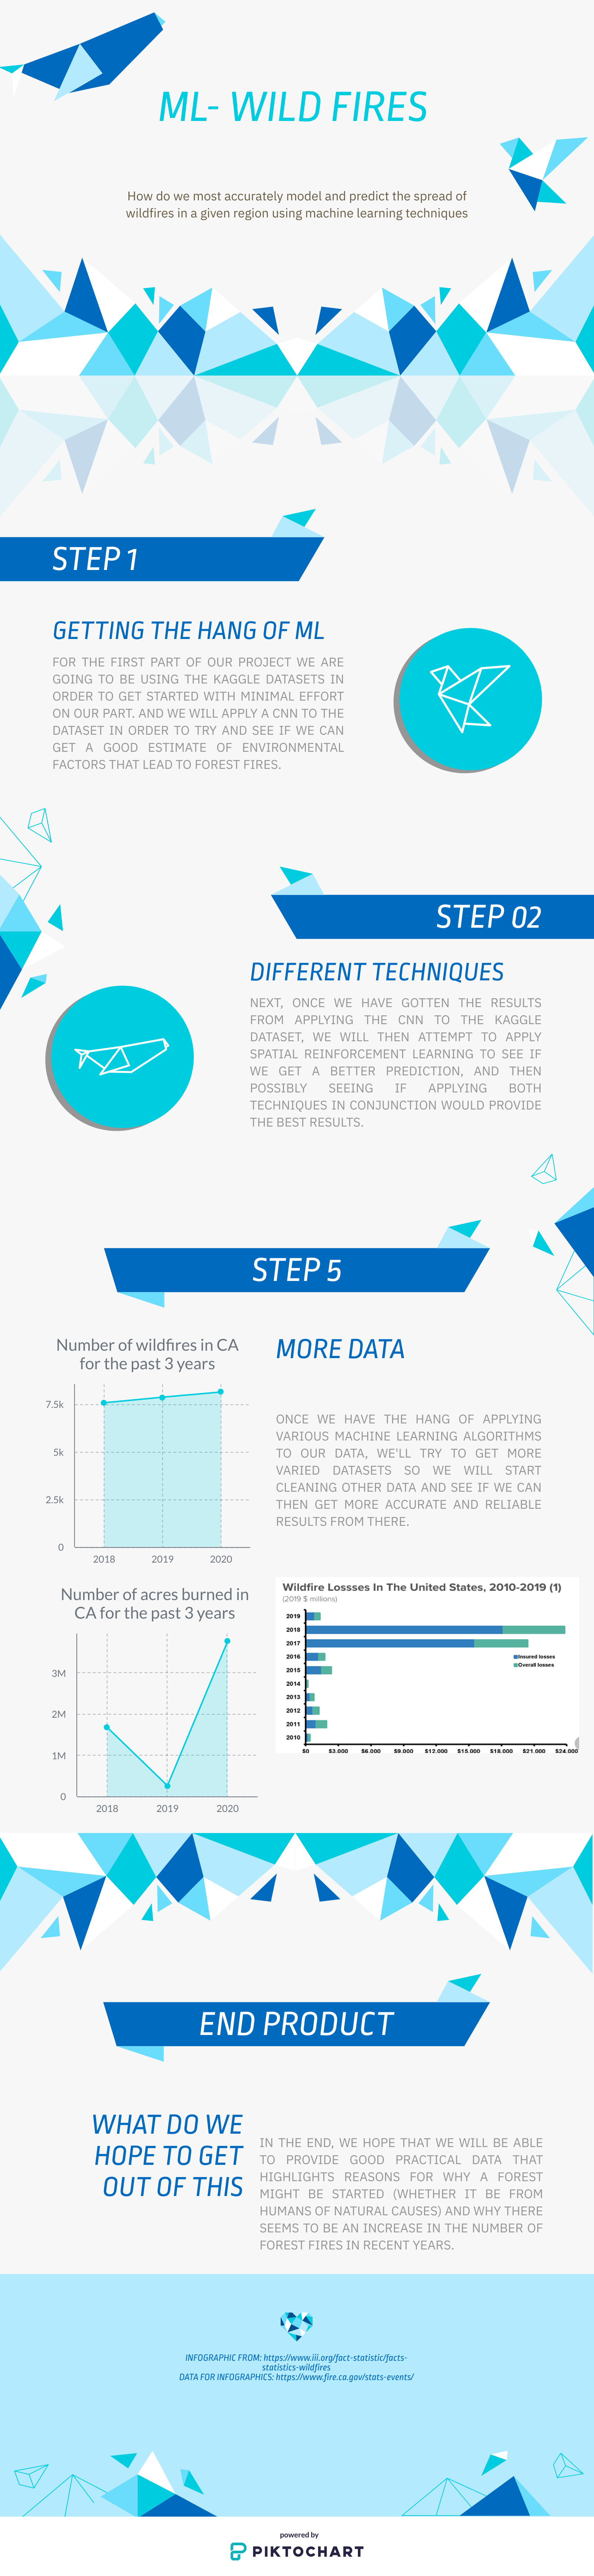 ML- WILD FIRES
How do we most accurately model and predict the spread of
wildfires in a given region using machine learning techniques
STEP 1
GETTING THE HANG OF ML
FOR THE FIRST PART OF OUR PROJECT WE ARE
GOING TO BE USING THE KAGGLE DATASETS IN
ORDER TO GET STARTED WITH MINIMAL EFFORT
ON OUR PART. AND WE WILL APPLY A CNN TO THE
DATASET IN ORDER TO TRY AND SEE IF WE CAN
GET A GOOD ESTIMATE OF ENVIRONMENTAL
FACTORS THAT LEAD TO FOREST FIRES.
STEP 02
DIFFERENT TECHNIQUES
NEXT, ONCE WE HAVE GOTTEN THE RESULTS
FROM APPLYING THE CNN TO THE KAGGLE
DATASET, WE WILL THEN ATTEMPT TO APPLY
SPATIAL REINFORCEMENT LEARNING TO SEE IF
WE GET A BETTER PREDICTION, AND THEN
POSSIBLY SEEING IF APPLYING BOTH
TECHNIQUES IN CONJUNCTION WOULD PROVIDE
THE BEST RESULTS.
STEP 5
Number of wildfires in CA
for the past 3 years
7.5k
5k
2.5k
0
2018 2019 2020
MORE DATA
ONCE WE HAVE THE HANG OF APPLYING
VARIOUS MACHINE LEARNING ALGORITHMS
TO OUR DATA, WE'LL TRY TO GET MORE
VARIED DATASETS SO WE WILL START
CLEANING OTHER DATA AND SEE IF WE CAN
THEN GET MORE ACCURATE AND RELIABLE
RESULTS FROM THERE.
Number of acres burned in
CA for the past 3 years
3M
2M
1M
0
2018 2019 2020
Wildfire Lossses In The United States, 2010-2019 (1)
(2019 $ millions)
2019
2018
2017
2016
2015
2014
2013
2012
2011
2010
Insured losses
Overall losses
$0 $3,000 $6,000 $9,000 $12,000 $15,000 $18,000 $21,000 $24,000
END PRODUCT
WHAT DO WE
HOPE TO GET
OUT OF THIS
IN THE END, WE HOPE THAT WE WILL BE ABLE
TO PROVIDE GOOD PRACTICAL DATA THAT
HIGHLIGHTS REASONS FOR WHY A FOREST
MIGHT BE STARTED (WHETHER IT BE FROM
HUMANS OF NATURAL CAUSES) AND WHY THERE
SEEMS TO BE AN INCREASE IN THE NUMBER OF
FOREST FIRES IN RECENT YEARS.
INFOGRAPHIC FROM: https://www.iii.org/fact-statistic/facts-
statistics-wildfires
DATA FOR INFOGRAPHICS: https://www.fire.ca.gov/stats-events/
powered by
PIKTOCHART